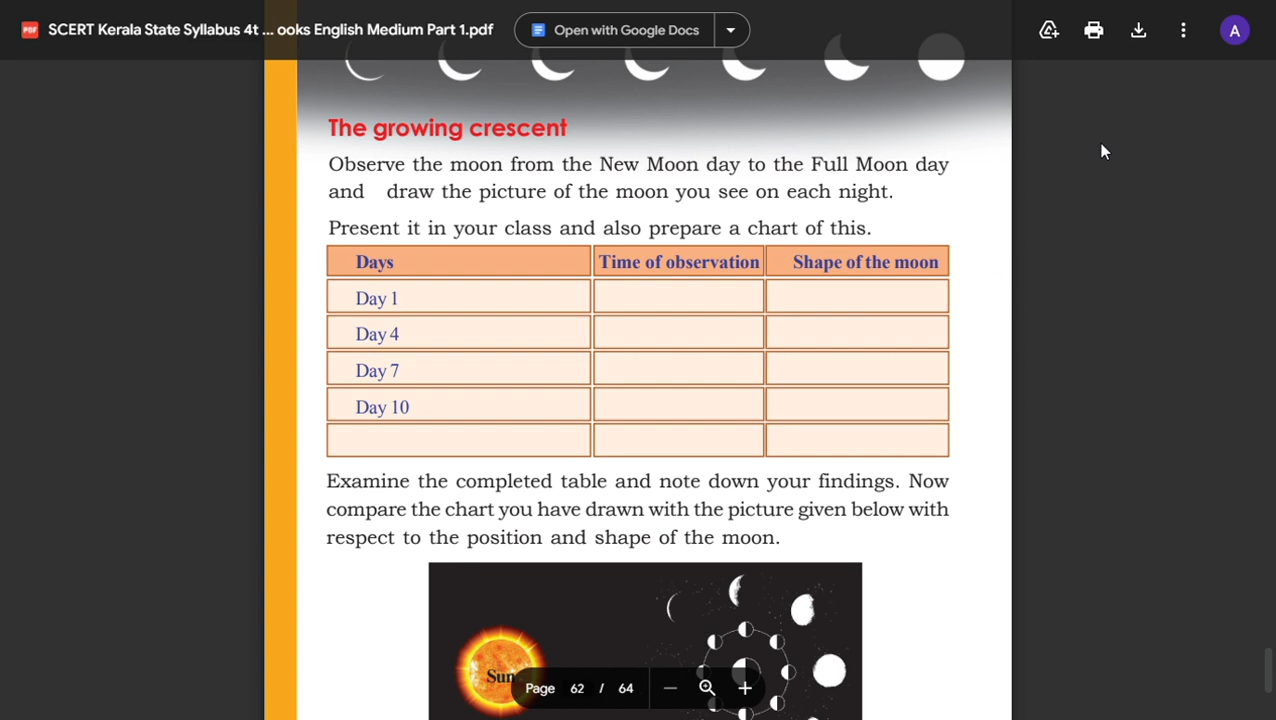 SCERT Kerala State Syllabus 4t ... ooks English Medium Part 1.pdf
Open with Google Docs
A
The growing crescent
Observe the moon from the New Moon day to the Full Moon day
and draw the picture of the moon you see on each night.
Present it in your class and also prepare a chart of this.
Days Time of observation Shape of the moon
Day 1
Day 4
Day 7
Day 10
Examine the completed table and note down your findings. Now
compare the chart you have drawn with the picture given below with
respect to the position and shape of the moon.
Sun
Page 62 / 64